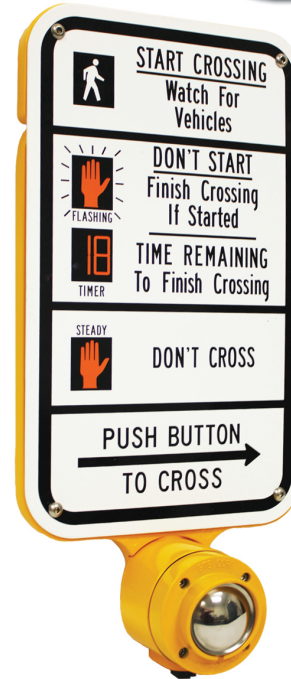 START CROSSING
Watch For
Vehicles
DON'T START
Finish Crossing
If Started
FLASHING
18
TIME REMAINING
To Finish Crossing
TIMER
STEADY
DON'T CROSS
PUSH BUTTON
TO CROSS